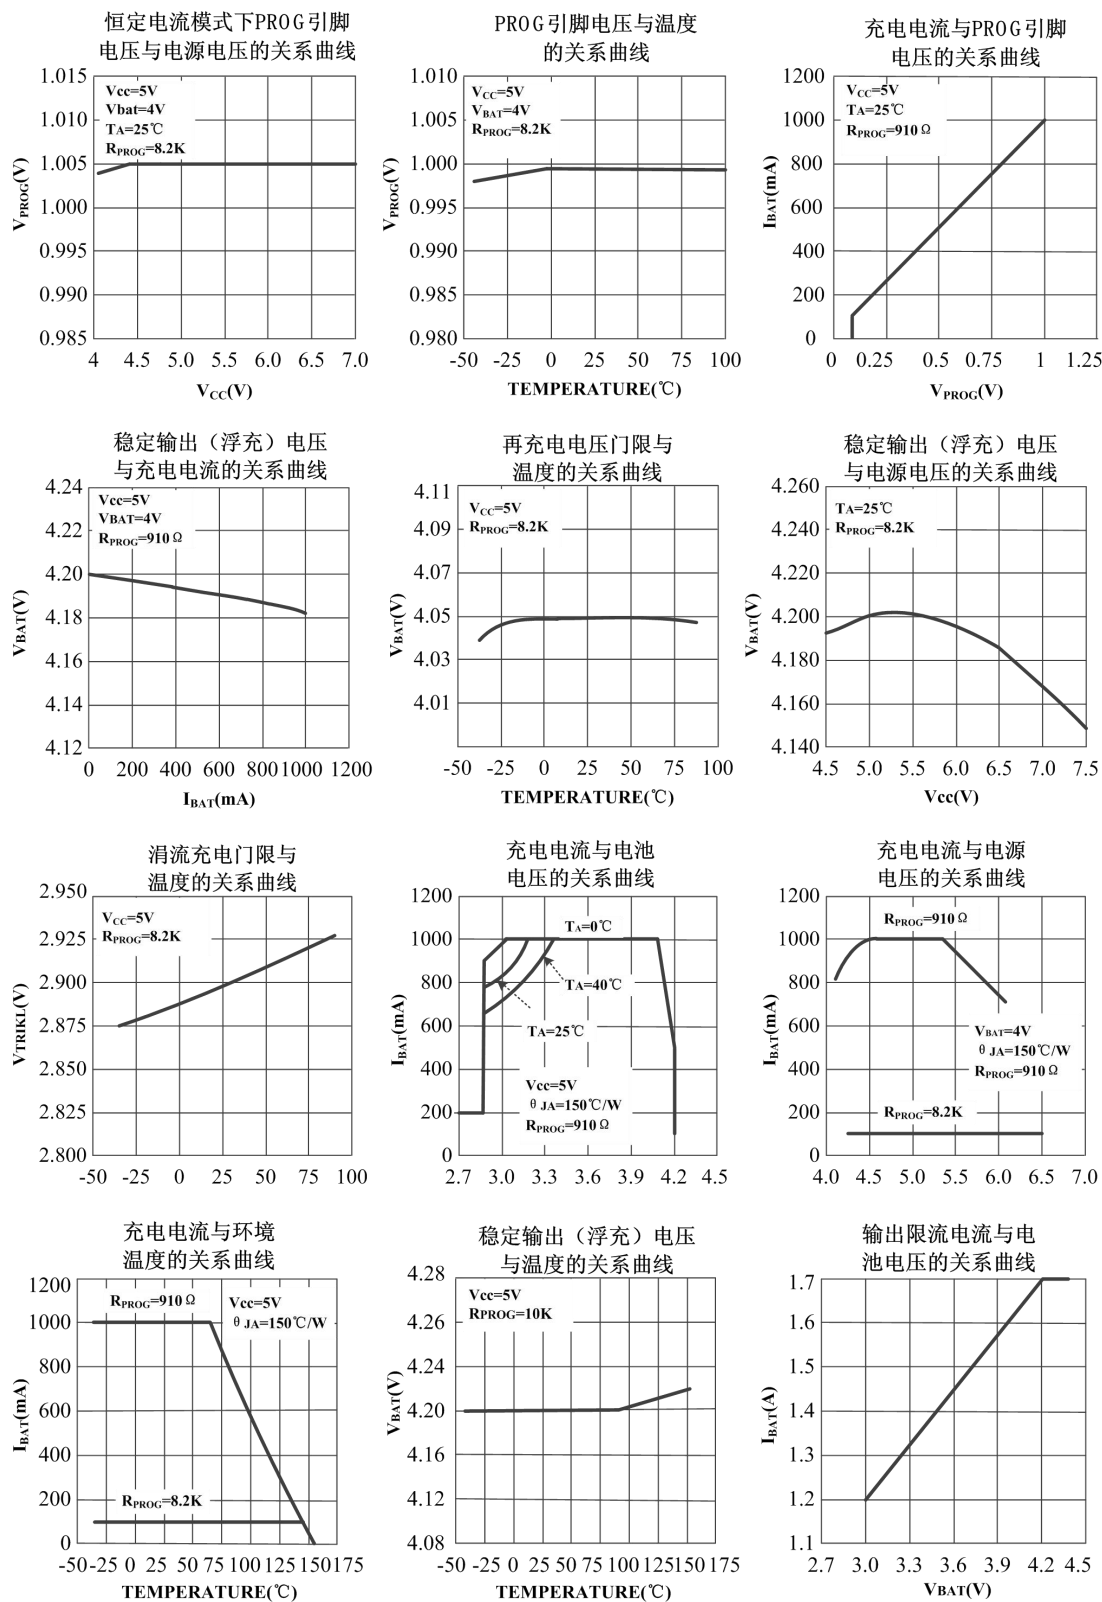 恒定电流模式下PROG引脚
电压与电源电压的关系曲线
1.015
1.010
1.005
1.000
0.995
0.990
0.985
Vcc=5V
Vbat=4V
TA=25℃
RPROG=8.2K
VPROG(V)
4 4.5 5.0 5.5 6.0 6.5 7.0
VCC(V)
PROG引脚电压与温度
的关系曲线
1.010
1.005
1.000
0.995
0.990
0.985
0.980
VCC=5V
VBAT=4V
RPROG=8.2K
VPROG(V)
-50 -25 0 25 50 75 100
TEMPERATURE(℃)
充电电流与PROG引脚
电压的关系曲线
1200
1000
800
600
400
200
0
VCC=5V
TA=25℃
RPROG=910Ω
IBAT(mA)
0 0.25 0.5 0.75 1 1.25
VPROG(V)
稳定输出（浮充）电压
与充电电流的关系曲线
4.24
4.22
4.20
4.18
4.16
4.14
4.12
Vcc=5V
VBAT=4V
RPROG=910Ω
VBAT(V)
0 200 400 600 800 1000 1200
IBAT(mA)
再充电电压门限与
温度的关系曲线
4.11
4.09
4.07
4.05
4.03
4.01
VCC=5V
RPROG=8.2K
VBAT(V)
-50 -25 0 25 50 75 100
TEMPERATURE(℃)
稳定输出（浮充）电压
与电源电压的关系曲线
4.260
4.240
4.220
4.200
4.180
4.160
4.140
TA=25℃
RPROG=8.2K
VBAT(V)
4.5 5.0 5.5 6.0 6.5 7.0 7.5
Vcc(V)
涓流充电门限与
温度的关系曲线
2.950
2.925
2.900
2.875
2.850
2.825
2.800
VCC=5V
RPROG=8.2K
VTRIKL(V)
-50 -25 0 25 50 75 100
充电电流与电池
电压的关系曲线
1200
1000
800
600
400
200
0
TA=0℃
TA=40℃
TA=25℃
Vcc=5V
θJA=150℃/W
RPROG=910Ω
IBAT(mA)
2.7 3.0 3.3 3.6 3.9 4.2 4.5
充电电流与电源
电压的关系曲线
1200
1000
800
600
400
200
0
RPROG=910Ω
VBAT=4V
θJA=150℃/W
RPROG=910Ω
RPROG=8.2K
IBAT(mA)
4.0 4.5 5.0 5.5 6.0 7.0
充电电流与环境
温度的关系曲线
1200
1000
800
600
400
200
0
RPROG=910Ω
Vcc=5V
θJA=150℃/W
RPROG=8.2K
IBAT(mA)
-50 -25 0 25 50 75 100 125 150 175
TEMPERATURE(℃)
稳定输出（浮充）电压
与温度的关系曲线
4.28
4.26
4.24
4.20
4.16
4.12
4.08
Vcc=5V
RPROG=10K
VBAT(V)
-50 -25 0 25 50 75 100 125 150 175
TEMPERATURE(℃)
输出限流电流与电
池电压的关系曲线
1.7
1.6
1.5
1.4
1.3
1.2
1.1
IBAT(A)
2.7 3.0 3.3 3.6 3.9 4.2 4.5
VBAT(V)